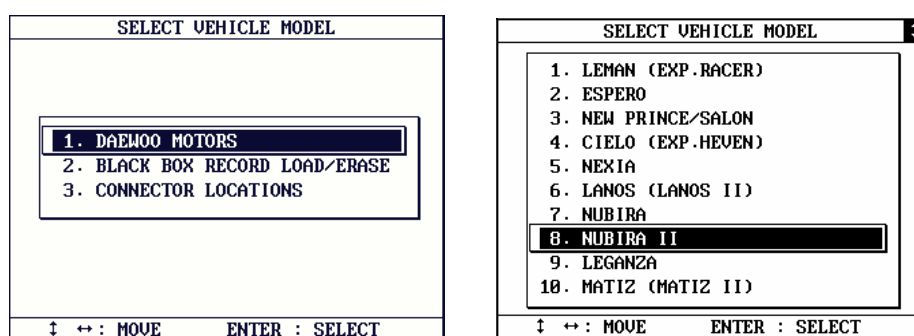 SELECT VEHICLE MODEL
1. DAEWOO MOTORS
2. BLACK BOX RECORD LOAD/ERASE
3. CONNECTOR LOCATIONS
↕ ↔ : MOVE ENTER : SELECT
SELECT VEHICLE MODEL
1. LEMAN (EXP.RACER)
2. ESPERO
3. NEW PRINCE/SALON
4. CIELO (EXP.HEVEN)
5. NEXIA
6. LANOS (LANOS II)
7. NUBIRA
8. NUBIRA II
9. LEGANZA
10. MATIZ (MATIZ II)
↕ ↔ : MOVE ENTER : SELECT